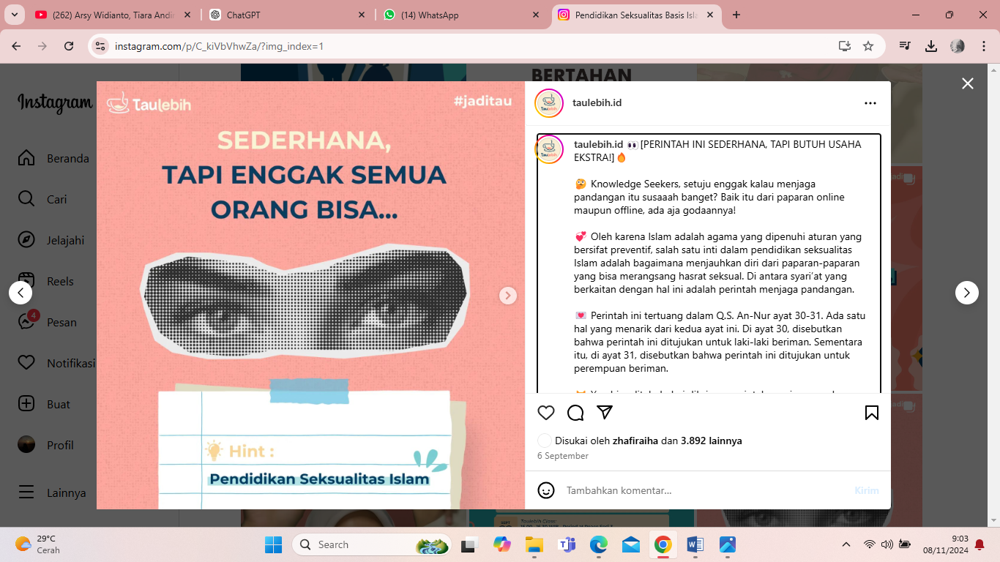 (262) Arsy Widianto, Tiara Andin
ChatGPT
(14) WhatsApp
Pendidikan Seksualitas Basis Isla
instagram.com/p/C_kiVbVhwZa/?img_index=1
BERTAHAN
Instagram
Beranda
Cari
Jelajahi
Reels
4
Pesan
Notifikasi
Buat
Profil
Lainnya
Taulebih
#jaditau
SEDERHANA,
TAPI ENGGAK SEMUA
ORANG BISA...
Hint :
Pendidikan Seksualitas Islam
taulebih.id
taulebih.id 👀[PERINTAH INI SEDERHANA, TAPI BUTUH USAHA
EKSTRA!]🔥
🤔 Knowledge Seekers, setuju enggak kalau menjaga
pandangan itu susaaah banget? Baik itu dari paparan online
maupun offline, ada aja godaannya!
💞 Oleh karena Islam adalah agama yang dipenuhi aturan yang
bersifat preventif, salah satu inti dalam pendidikan seksualitas
Islam adalah bagaimana menjauhkan diri dari paparan-paparan
yang bisa merangsang hasrat seksual. Di antara syari'at yang
berkaitan dengan hal ini adalah perintah menjaga pandangan.
💌 Perintah ini tertuang dalam Q.S. An-Nur ayat 30-31. Ada satu
hal yang menarik dari kedua ayat ini. Di ayat 30, disebutkan
bahwa perintah ini ditujukan untuk laki-laki beriman. Sementara
itu, di ayat 31, disebutkan bahwa perintah ini ditujukan untuk
perempuan beriman.
Disukai oleh zhafiraiha dan 3.892 lainnya
6 September
Tambahkan komentar...
Kirim
29°C
Cerah
Search
9:03
08/11/2024